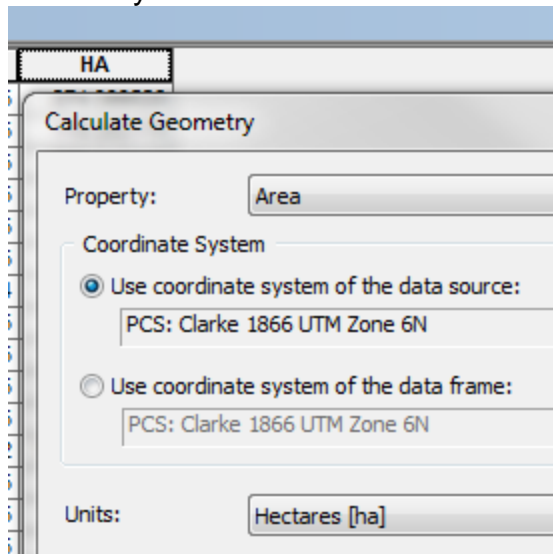 HA
Calculate Geometry
Property: Area
Coordinate System
Use coordinate system of the data source:
PCS: Clarke 1866 UTM Zone 6N
Use coordinate system of the data frame:
PCS: Clarke 1866 UTM Zone 6N
Units: Hectares [ha]